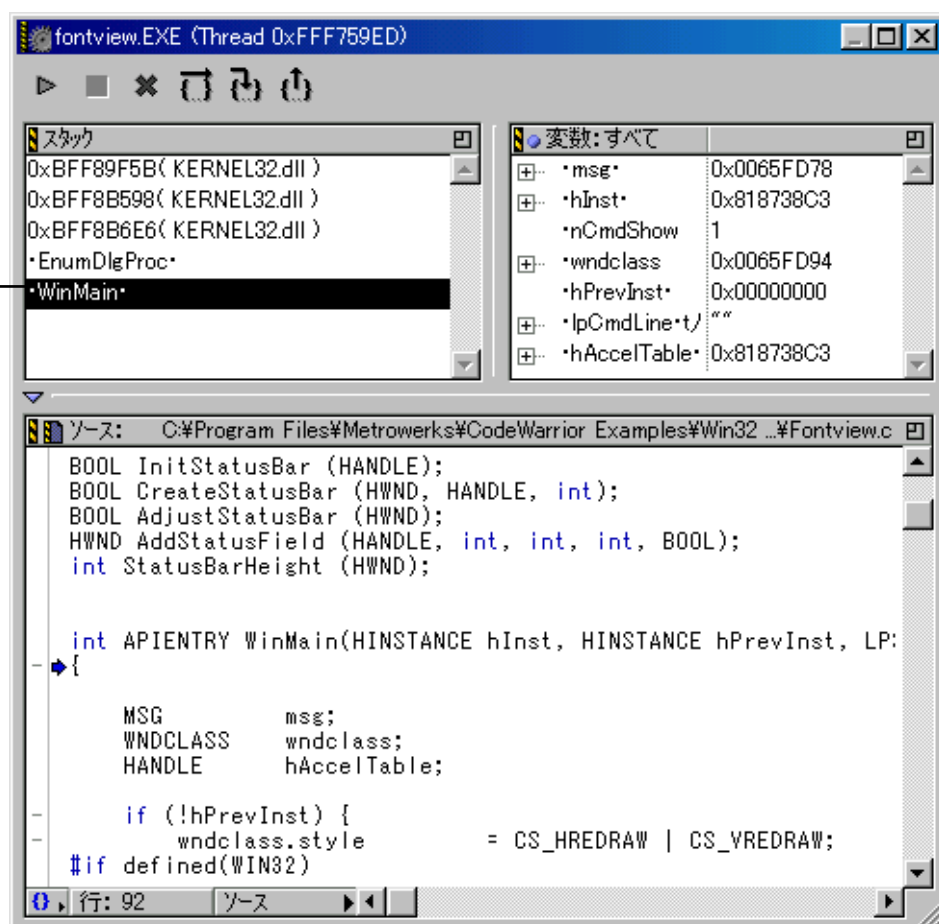 fontview.EXE (Thread 0xFFF759ED)
スタック
0xBFF89F5B( KERNEL32.dll )
0xBFF8B598( KERNEL32.dll )
0xBFF8B6E6( KERNEL32.dll )
･EnumDlgProc･
･WinMain･
変数:すべて
･msg･ 0x0065FD78
･hInst･ 0x818738C3
･nCmdShow 1
･wndclass 0x0065FD94
･hPrevInst･ 0x00000000
･lpCmdLine･t/ ""
･hAccelTable･ 0x818738C3
ソース: C:¥Program Files¥Metrowerks¥CodeWarrior Examples¥Win32 ...¥Fontview.c
BOOL InitStatusBar (HANDLE);
BOOL CreateStatusBar (HWND, HANDLE, int);
BOOL AdjustStatusBar (HWND);
HWND AddStatusField (HANDLE, int, int, int, BOOL);
int StatusBarHeight (HWND);
int APIENTRY WinMain(HINSTANCE hInst, HINSTANCE hPrevInst, LP
{
MSG msg;
WNDCLASS wndclass;
HANDLE hAccelTable;
if (!hPrevInst) {
wndclass.style = CS_HREDRAW | CS_VREDRAW;
#if defined(WIN32)
行: 92 ソース